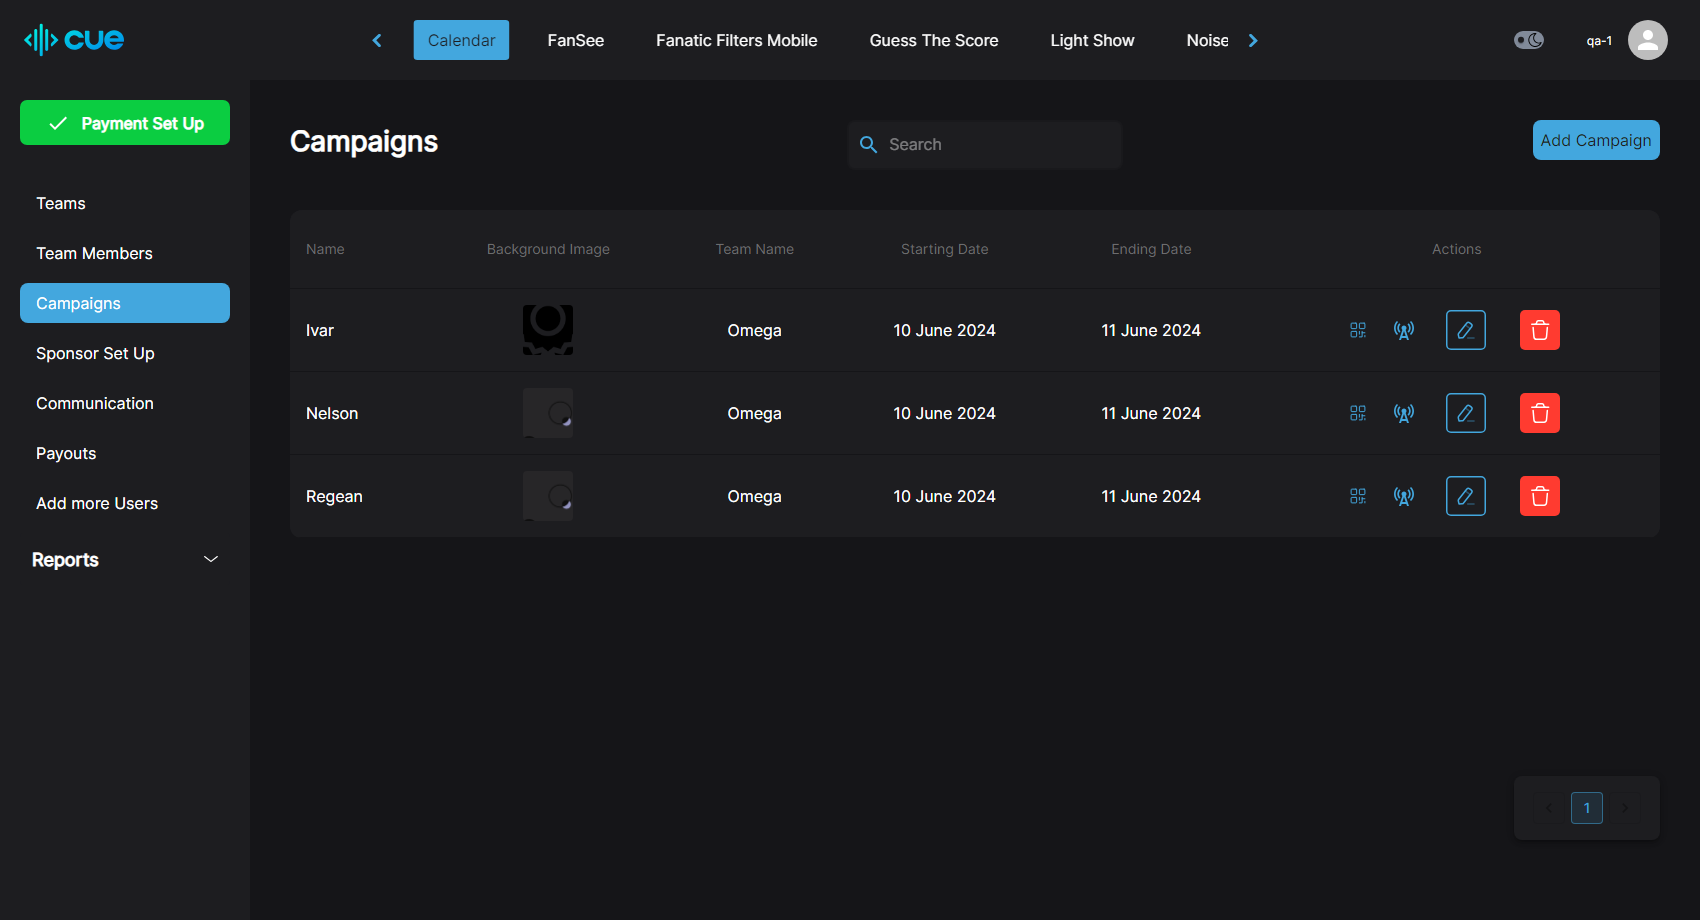 cue
Calendar FanSee Fanatic Filters Mobile Guess The Score Light Show Noise
qa-1
Payment Set Up
Teams
Team Members
Campaigns
Sponsor Set Up
Communication
Payouts
Add more Users
Reports
Campaigns
Search
Add Campaign
Name Background Image Team Name Starting Date Ending Date Actions
Ivar Omega 10 June 2024 11 June 2024
Nelson Omega 10 June 2024 11 June 2024
Regean Omega 10 June 2024 11 June 2024
1